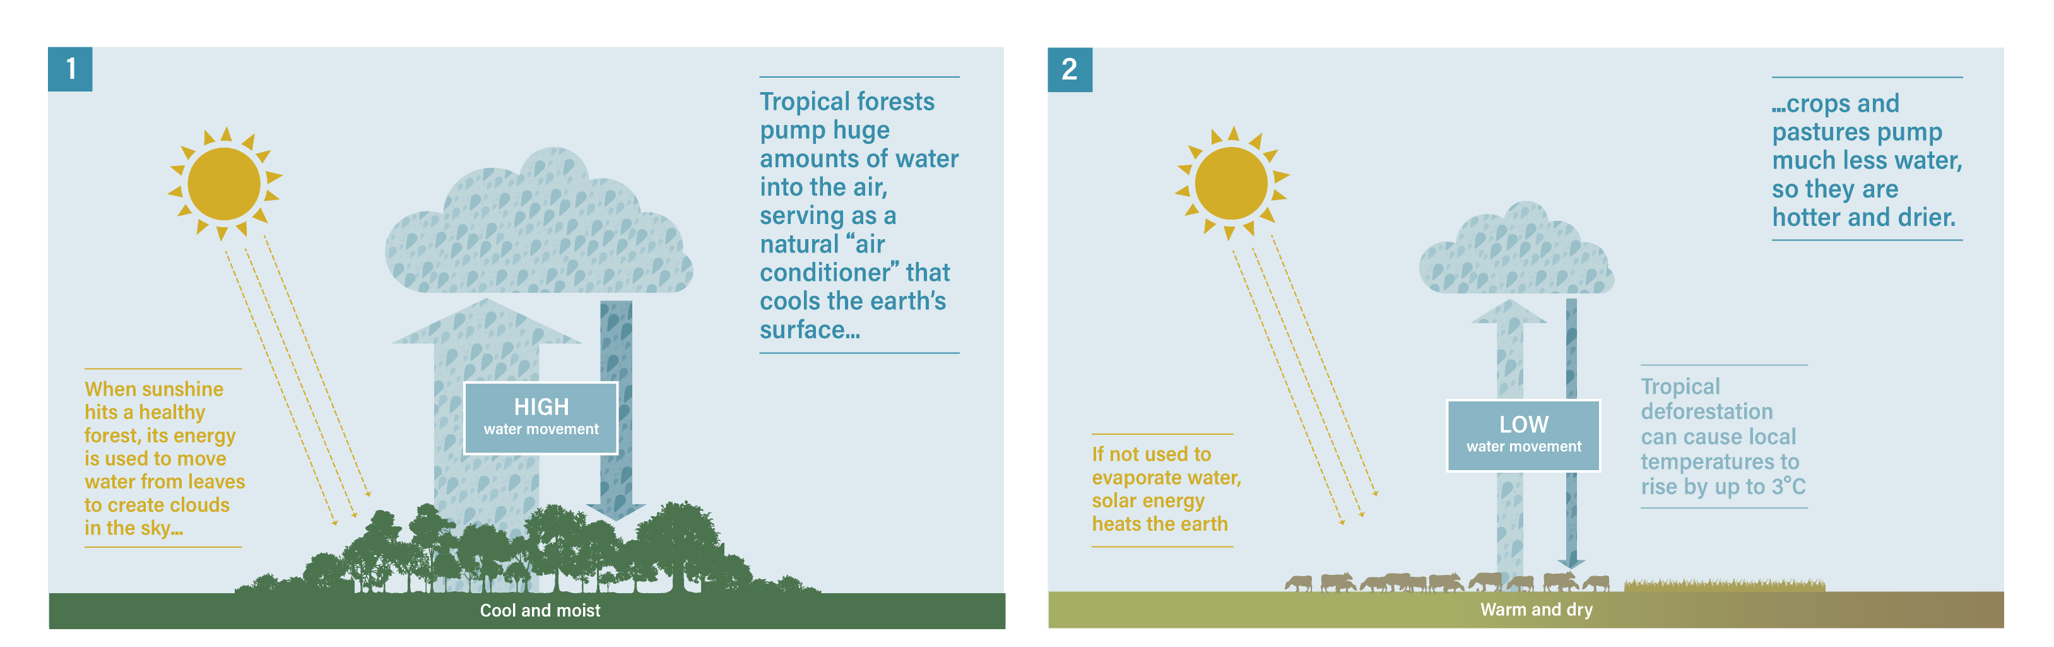 1
Tropical forests
pump huge
amounts of water
into the air,
serving as a
natural “air
conditioner” that
cools the earth’s
surface...
When sunshine
hits a healthy
forest, its energy
is used to move
water from leaves
to create clouds
in the sky...
HIGH
water movement
Cool and moist
2
...crops and
pastures pump
much less water,
so they are
hotter and drier.
If not used to
evaporate water,
solar energy
heats the earth
LOW
water movement
Tropical
deforestation
can cause local
temperatures to
rise by up to 3°C
Warm and dry